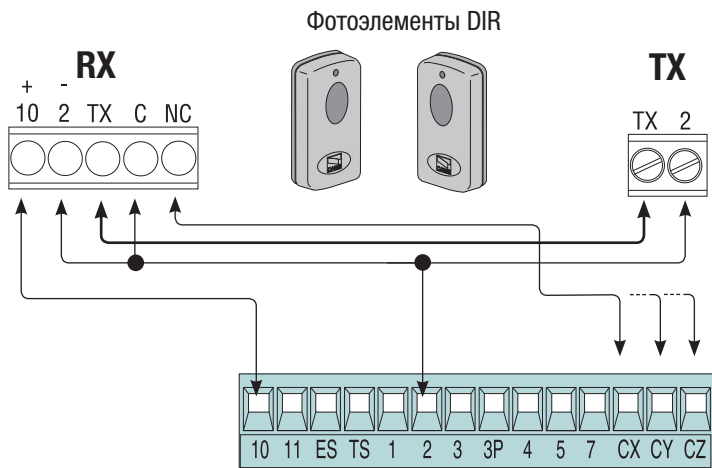 Фотоэлементы DIR
RX
TX
+ -
10 2 TX C NC
TX 2
10 11 ES TS 1 2 3 3P 4 5 7 CX CY CZ